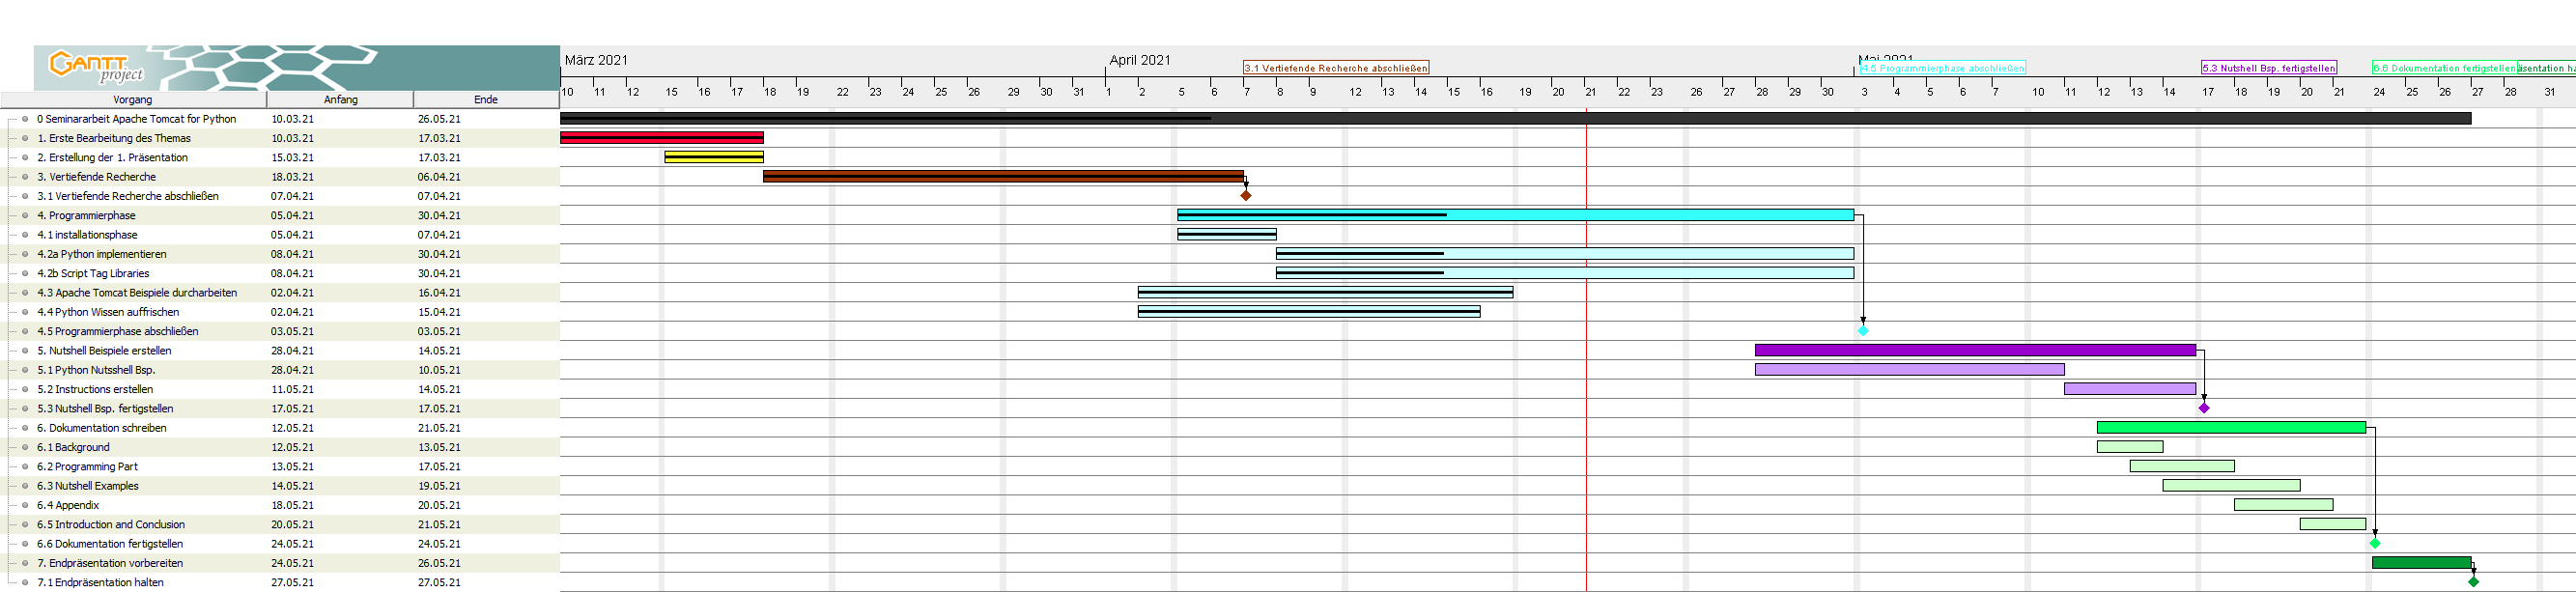 März 2021 April 2021 Mai 2021
GANTT project
3.1 Vertiefende Recherche abschließen 4.5 Programmierphase abschließen 5.3 Nutshell Bsp. fertigstellen 6.6 Dokumentation fertigstellen
10 11 12 15 16 17 18 19 22 23 24 25 26 29 30 31 1 2 5 6 7 8 9 12 13 14 15 16 19 20 21 22 23 26 27 28 29 30 3 4 5 6 7 10 11 12 13 14 17 18 19 20 21 24 25 26 27 28 31
Vorgang Anfang Ende
0 Seminararbeit Apache Tomcat for Python 10.03.21 26.05.21
1. Erste Bearbeitung des Themas 10.03.21 17.03.21
2. Erstellung der 1. Präsentation 15.03.21 17.03.21
3. Vertiefende Recherche 18.03.21 06.04.21
3.1 Vertiefende Recherche abschließen 07.04.21 07.04.21
4. Programmierphase 05.04.21 30.04.21
4.1 installationsphase 05.04.21 07.04.21
4.2a Python implementieren 08.04.21 30.04.21
4.2b Script Tag Libraries 08.04.21 30.04.21
4.3 Apache Tomcat Beispiele durcharbeiten 02.04.21 16.04.21
4.4 Python Wissen auffrischen 02.04.21 15.04.21
4.5 Programmierphase abschließen 03.05.21 03.05.21
5. Nutshell Beispiele erstellen 28.04.21 14.05.21
5.1 Python Nutsshell Bsp. 28.04.21 10.05.21
5.2 Instructions erstellen 11.05.21 14.05.21
5.3 Nutshell Bsp. fertigstellen 17.05.21 17.05.21
6. Dokumentation schreiben 12.05.21 21.05.21
6.1 Background 12.05.21 13.05.21
6.2 Programming Part 13.05.21 17.05.21
6.3 Nutshell Examples 14.05.21 19.05.21
6.4 Appendix 18.05.21 20.05.21
6.5 Introduction and Conclusion 20.05.21 21.05.21
6.6 Dokumentation fertigstellen 24.05.21 24.05.21
7. Endpräsentation vorbereiten 24.05.21 26.05.21
7.1 Endpräsentation halten 27.05.21 27.05.21